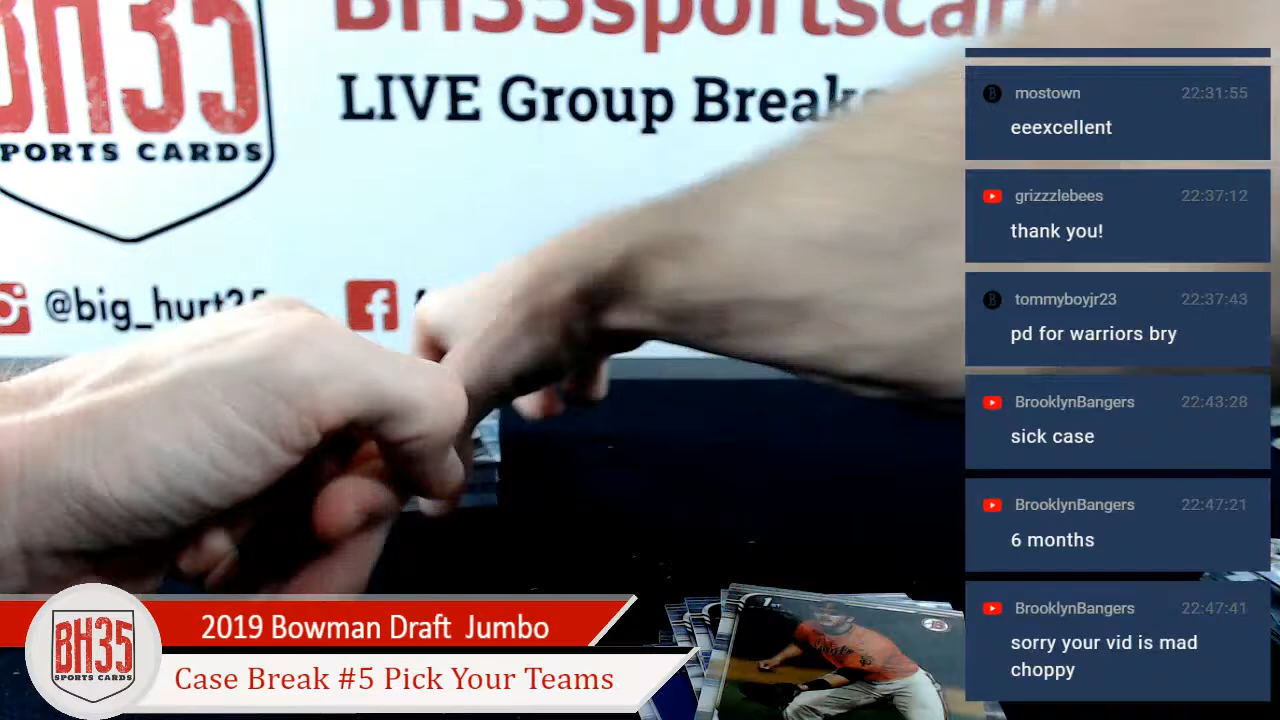 BH35sportscar
LIVE Group Breaks
BH35
PORTS CARDS
@big_hurt35
mostown 22:31:55
eeexcellent
grizzzlebees 22:37:12
thank you!
tommyboyjr23 22:37:43
pd for warriors bry
BrooklynBangers 22:43:28
sick case
BrooklynBangers 22:47:21
6 months
BrooklynBangers 22:47:41
sorry your vid is mad
choppy
2019 Bowman Draft Jumbo
BH35
SPORTS CARDS
Case Break #5 Pick Your Teams